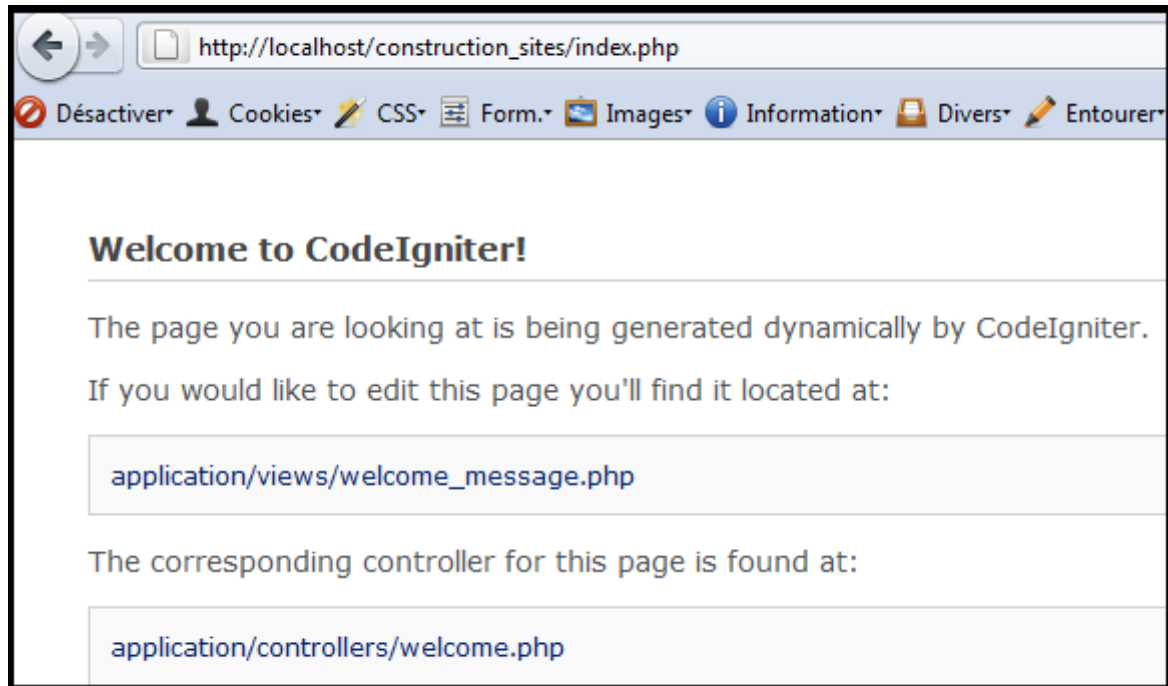 http://localhost/construction_sites/index.php
Désactiver Cookies CSS Form. Images Information Divers Entourer
Welcome to CodeIgniter!
The page you are looking at is being generated dynamically by CodeIgniter.
If you would like to edit this page you'll find it located at:
application/views/welcome_message.php
The corresponding controller for this page is found at:
application/controllers/welcome.php